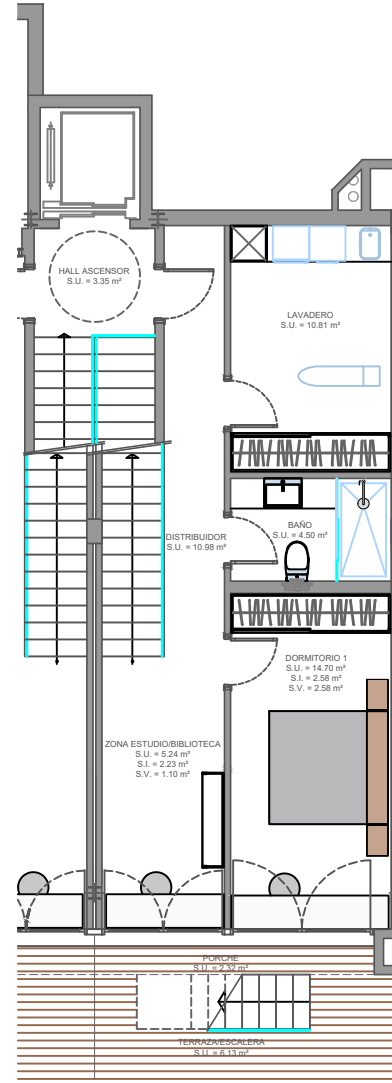 HALL ASCENSOR
S.U. = 3.35 m²
LAVADERO
S.U. = 10.81 m²
BAÑO
S.U. = 4.50 m²
DISTRIBUIDOR
S.U. = 10.98 m²
DORMITORIO 1
S.U. = 14.70 m²
S.I. = 2.58 m²
S.V. = 2.58 m²
ZONA ESTUDIO/BIBLIOTECA
S.U. = 5.24 m²
S.I. = 2.23 m²
S.V. = 1.10 m²
PORCHE
S.U. = 2.32 m²
TERRAZA/ESCALERA
S.U. = 6.13 m²